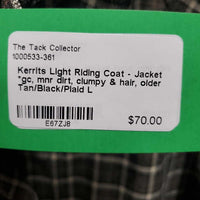 The Tack Collector
1000533-361
Kerrits Light Riding Coat - Jacket
*gc, mnr dirt, clumpy & hair, older
Tan/Black/Plaid L
E67ZJ8
$70.00